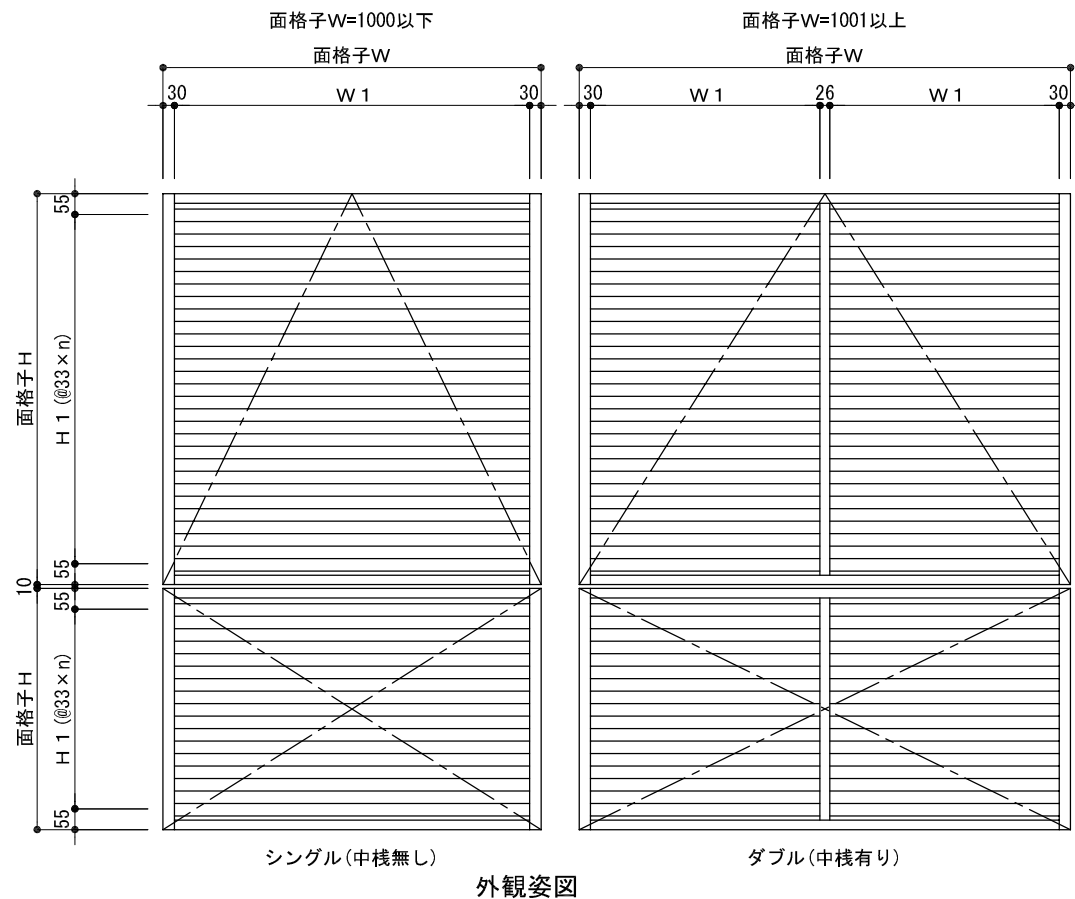 面格子W=1000以下
面格子W=1001以上
面格子W
面格子W
30
W1
30
30
W1
26
W1
30
55
面格子H
H1(@33×n)
55
10
55
面格子H
H1(@33×n)
55
シングル(中桟無し)
ダブル(中桟有り)
外観姿図